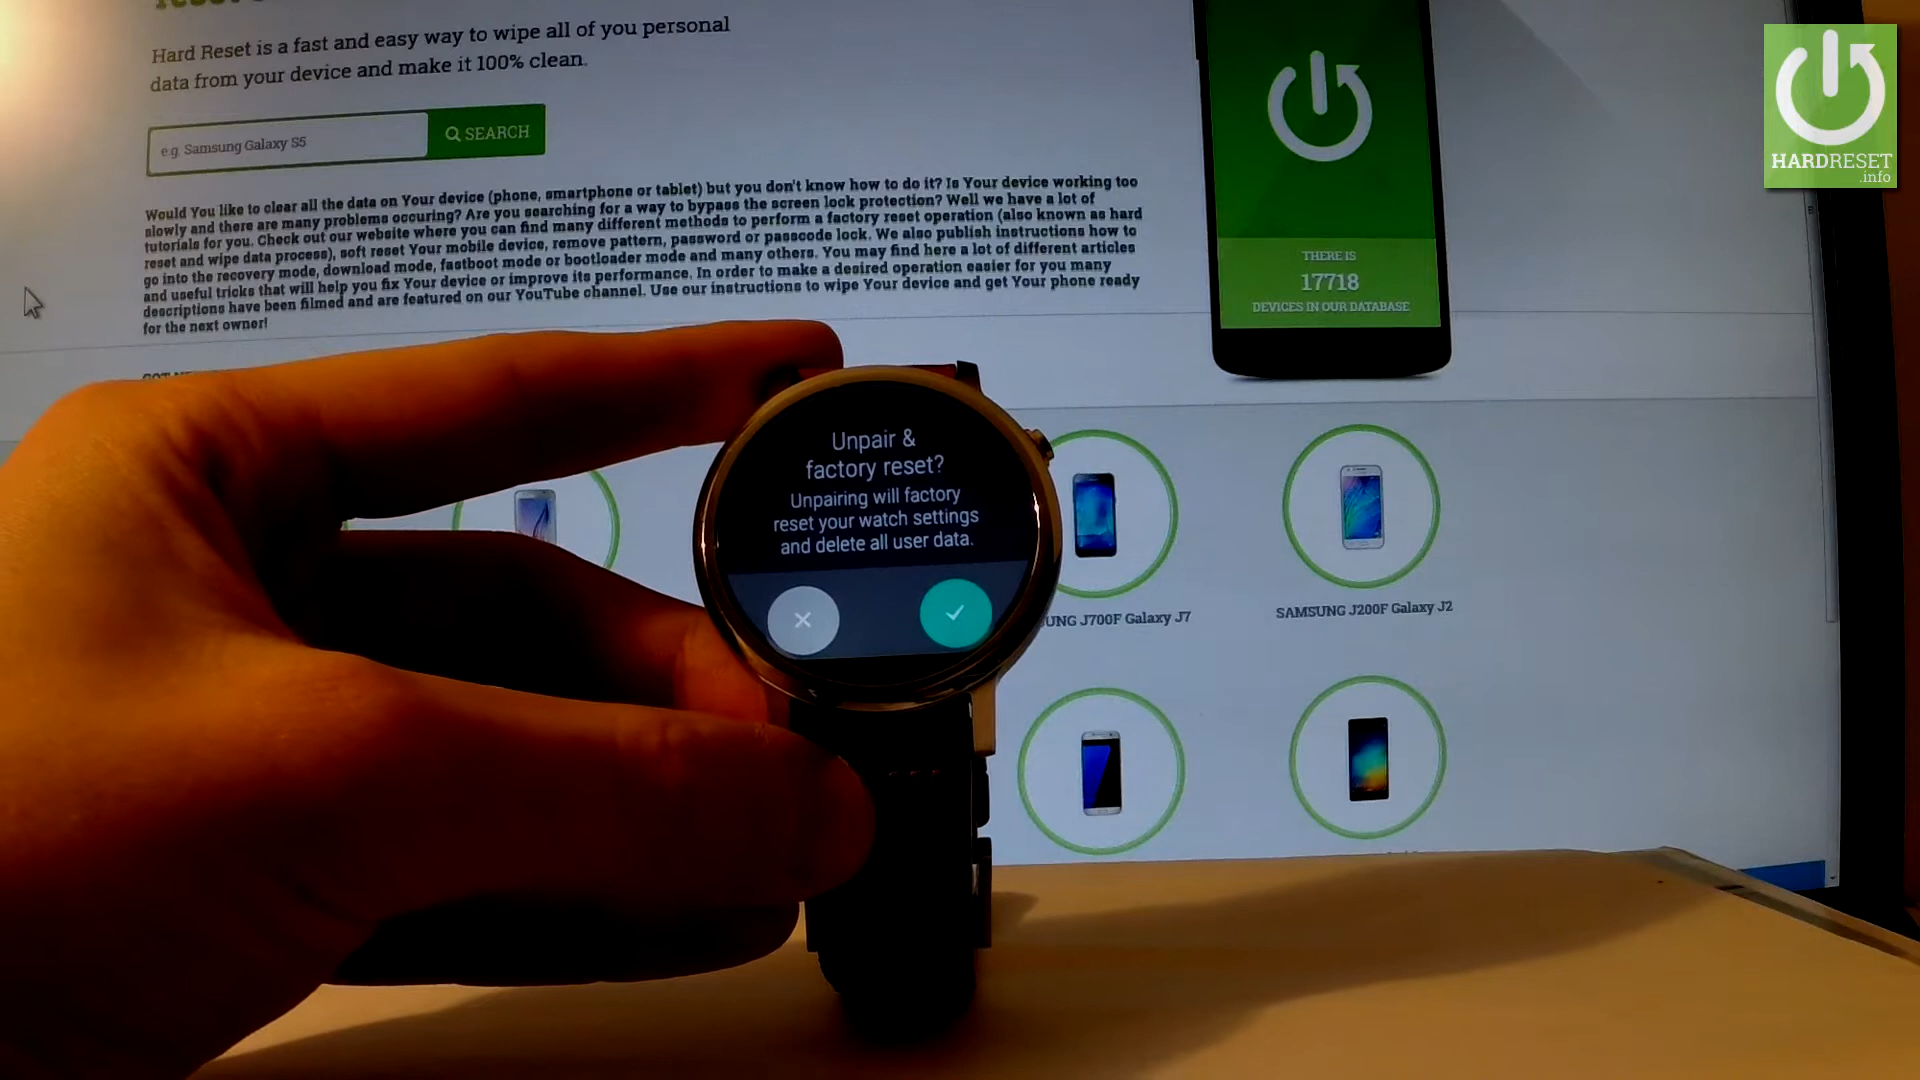 Hard Reset is a fast and easy way to wipe all of you personal
data from your device and make it 100% clean.
e.g. Samsung Galaxy S5
SEARCH
Would You like to clear all the data on Your device (phone, smartphone or tablet) but you don't know how to do it? Is Your device working too
slowly and there are many problems occuring? Are you searching for a way to bypass the screen lock protection? Well we have a lot of
tutorials for you. Check out our website where you can find many different methods to perform a factory reset operation (also known as hard
reset and wipe data process), soft reset Your mobile device, remove pattern, password or passcode lock. We also publish instructions how to
go into the recovery mode, download mode, fastboot mode or bootloader mode and many others. You may find here a lot of different articles
and useful tricks that will help you fix Your device or improve its performance. In order to make a desired operation easier for you many
descriptions have been filmed and are featured on our YouTube channel. Use our instructions to wipe Your device and get Your phone ready
for the next owner!
THERE IS
17718
DEVICES IN OUR DATABASE
HARDRESET
.info
Unpair &
factory reset?
Unpairing will factory
reset your watch settings
and delete all user data.
UNG J700F Galaxy J7
SAMSUNG J200F Galaxy J2